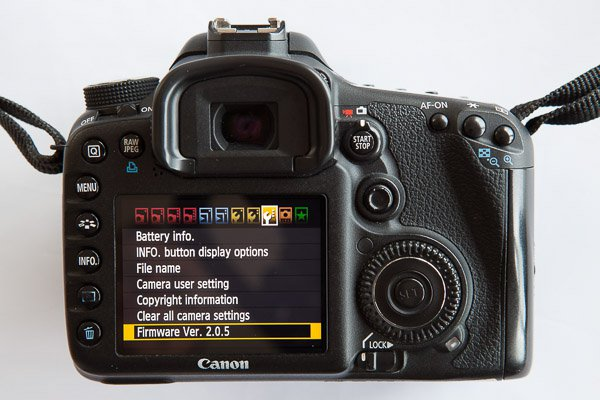 OFF
ON
AF-ON
Q
RAW
JPEG
START
STOP
MENU
Battery info.
INFO. button display options
File name
Camera user setting
Copyright information
Clear all camera settings
Firmware Ver. 2.0.5
INFO.
SET
LOCK
Canon